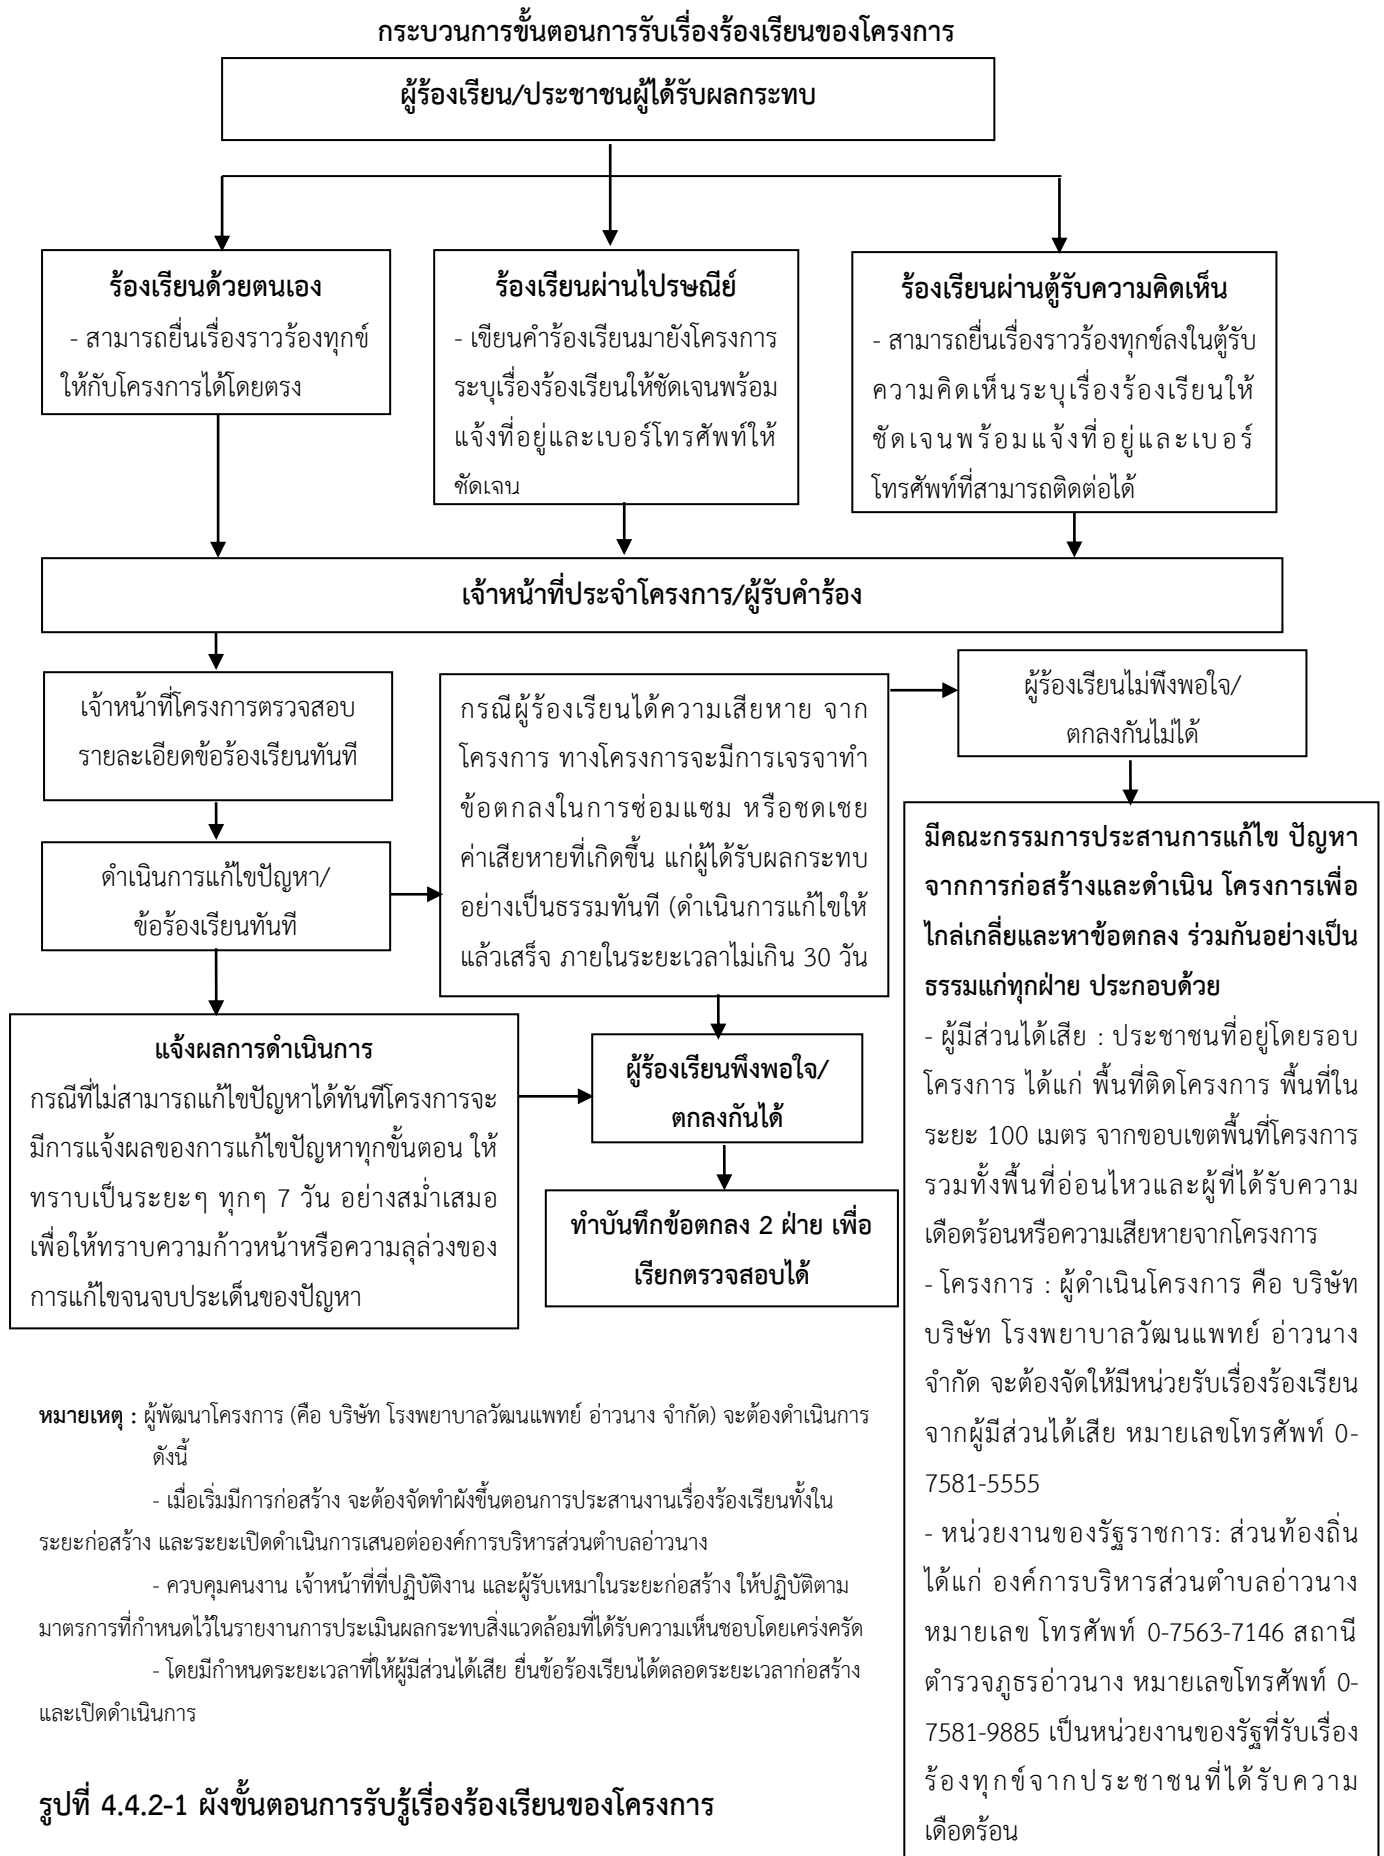 กระบวนการขั้นตอนการรับเรื่องร้องเรียนของโครงการ
ผู้ร้องเรียน/ประชาชนผู้ได้รับผลกระทบ
ร้องเรียนด้วยตนเอง
- สามารถยื่นเรื่องราวร้องทุกข์
ให้กับโครงการได้โดยตรง
ร้องเรียนผ่านไปรษณีย์
- เขียนคำร้องเรียนมายังโครงการ
ระบุเรื่องร้องเรียนให้ชัดเจนพร้อม
แจ้งที่อยู่และเบอร์โทรศัพท์ให้
ชัดเจน
ร้องเรียนผ่านตู้รับความคิดเห็น
- สามารถยื่นเรื่องราวร้องทุกข์ลงในตู้รับ
ความคิดเห็นระบุเรื่องร้องเรียนให้
ชัดเจนพร้อมแจ้งที่อยู่และเบอร์
โทรศัพท์ที่สามารถติดต่อได้
เจ้าหน้าที่ประจำโครงการ/ผู้รับคำร้อง
เจ้าหน้าที่โครงการตรวจสอบ
รายละเอียดข้อร้องเรียนทันที
ดำเนินการแก้ไขปัญหา/
ข้อร้องเรียนทันที
กรณีผู้ร้องเรียนได้ความเสียหาย จาก
โครงการ ทางโครงการจะมีการเจรจาทำ
ข้อตกลงในการซ่อมแซม หรือชดเชย
ค่าเสียหายที่เกิดขึ้น แก่ผู้ได้รับผลกระทบ
อย่างเป็นธรรมทันที (ดำเนินการแก้ไขให้
แล้วเสร็จ ภายในระยะเวลาไม่เกิน 30 วัน
ผู้ร้องเรียนไม่พึงพอใจ/
ตกลงกันไม่ได้
แจ้งผลการดำเนินการ
กรณีที่ไม่สามารถแก้ไขปัญหาได้ทันทีโครงการจะ
มีการแจ้งผลของการแก้ไขปัญหาทุกขั้นตอน ให้
ทราบเป็นระยะๆ ทุกๆ 7 วัน อย่างสม่ำเสมอ
เพื่อให้ทราบความก้าวหน้าหรือความลุล่วงของ
การแก้ไขจนจบประเด็นของปัญหา
ผู้ร้องเรียนพึงพอใจ/
ตกลงกันได้
ทำบันทึกข้อตกลง 2 ฝ่าย เพื่อ
เรียกตรวจสอบได้
มีคณะกรรมการประสานการแก้ไข ปัญหา
จากการก่อสร้างและดำเนิน โครงการเพื่อ
ไกล่เกลี่ยและหาข้อตกลง ร่วมกันอย่างเป็น
ธรรมแก่ทุกฝ่าย ประกอบด้วย
- ผู้มีส่วนได้เสีย : ประชาชนที่อยู่โดยรอบ
โครงการ ได้แก่ พื้นที่ติดโครงการ พื้นที่ใน
ระยะ 100 เมตร จากขอบเขตพื้นที่โครงการ
รวมทั้งพื้นที่อ่อนไหวและผู้ที่ได้รับความ
เดือดร้อนหรือความเสียหายจากโครงการ
- โครงการ : ผู้ดำเนินโครงการ คือ บริษัท
บริษัท โรงพยาบาลวัฒนแพทย์ อ่าวนาง
จำกัด จะต้องจัดให้มีหน่วยรับเรื่องร้องเรียน
จากผู้มีส่วนได้เสีย หมายเลขโทรศัพท์ 0-
7581-5555
- หน่วยงานของรัฐราชการ: ส่วนท้องถิ่น
ได้แก่ องค์การบริหารส่วนตำบลอ่าวนาง
หมายเลข โทรศัพท์ 0-7563-7146 สถานี
ตำรวจภูธรอ่าวนาง หมายเลขโทรศัพท์ 0-
7581-9885 เป็นหน่วยงานของรัฐที่รับเรื่อง
ร้องทุกข์จากประชาชนที่ได้รับความ
เดือดร้อน
หมายเหตุ : ผู้พัฒนาโครงการ (คือ บริษัท โรงพยาบาลวัฒนแพทย์ อ่าวนาง จำกัด) จะต้องดำเนินการ
ดังนี้
- เมื่อเริ่มมีการก่อสร้าง จะต้องจัดทำผังขึ้นตอนการประสานงานเรื่องร้องเรียนทั้งใน
ระยะก่อสร้าง และระยะเปิดดำเนินการเสนอต่อองค์การบริหารส่วนตำบลอ่าวนาง
- ควบคุมคนงาน เจ้าหน้าที่ที่ปฏิบัติงาน และผู้รับเหมาในระยะก่อสร้าง ให้ปฏิบัติตาม
มาตรการที่กำหนดไว้ในรายงานการประเมินผลกระทบสิ่งแวดล้อมที่ได้รับความเห็นชอบโดยเคร่งครัด
- โดยมีกำหนดระยะเวลาที่ให้ผู้มีส่วนได้เสีย ยื่นข้อร้องเรียนได้ตลอดระยะเวลาก่อสร้าง
และเปิดดำเนินการ
รูปที่ 4.4.2-1 ผังขั้นตอนการรับรู้เรื่องร้องเรียนของโครงการ